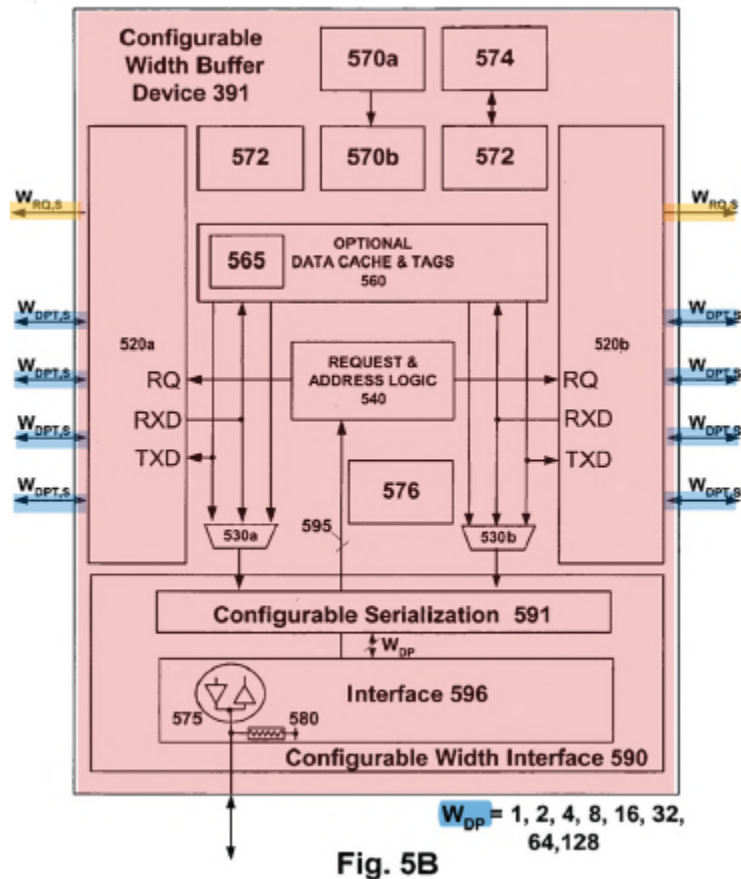 Configurable
Width Buffer
Device 391
570a
574
572
570b
572
W_RQ,S
W_RQ,S
565
OPTIONAL
DATA CACHE & TAGS
560
W_DPT,S
W_DPT,S
520a
520b
REQUEST &
ADDRESS LOGIC
540
W_DPT,S
W_DPT,S
RQ
RQ
RXD
RXD
W_DPT,S
W_DPT,S
TXD
TXD
576
W_DPT,S
W_DPT,S
595
530a
530b
Configurable Serialization 591
W_DP
Interface 596
575
580
Configurable Width Interface 590
W_DP = 1, 2, 4, 8, 16, 32,
64,128
Fig. 5B